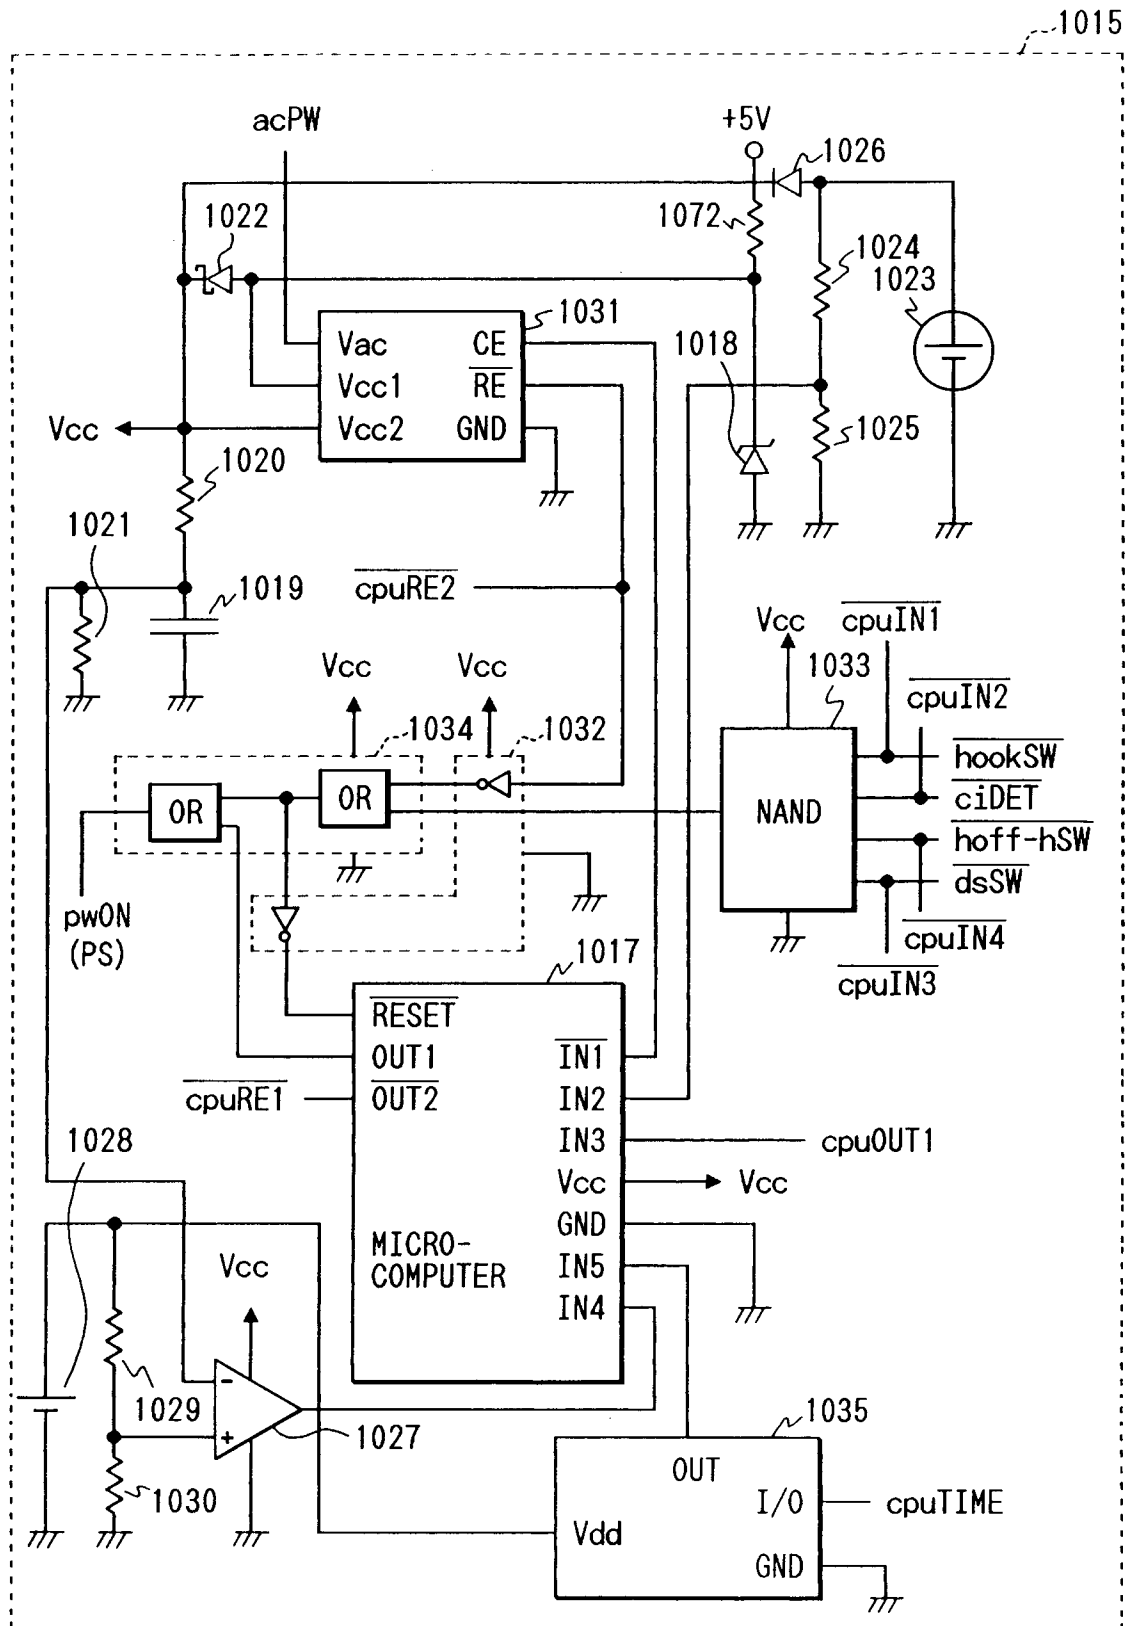 1015
acPW
+5V
1026
1022
1072
1024
1023
1031
Vac
CE
1018
Vcc1
RE
Vcc
Vcc2
GND
1025
1020
1021
1019
cpuRE2
Vcc
cpuIN1
Vcc
Vcc
1033
cpuIN2
1034
1032
hookSW
OR
OR
NAND
ciDET
hoff-hSW
dsSW
pwON
(PS)
cpuIN4
1017
cpuIN3
RESET
OUT1
IN1
cpuRE1
OUT2
IN2
1028
IN3
cpuOUT1
Vcc
Vcc
GND
MICRO-
COMPUTER
Vcc
IN5
IN4
1029
1027
1035
OUT
1030
I/O
cpuTIME
Vdd
GND